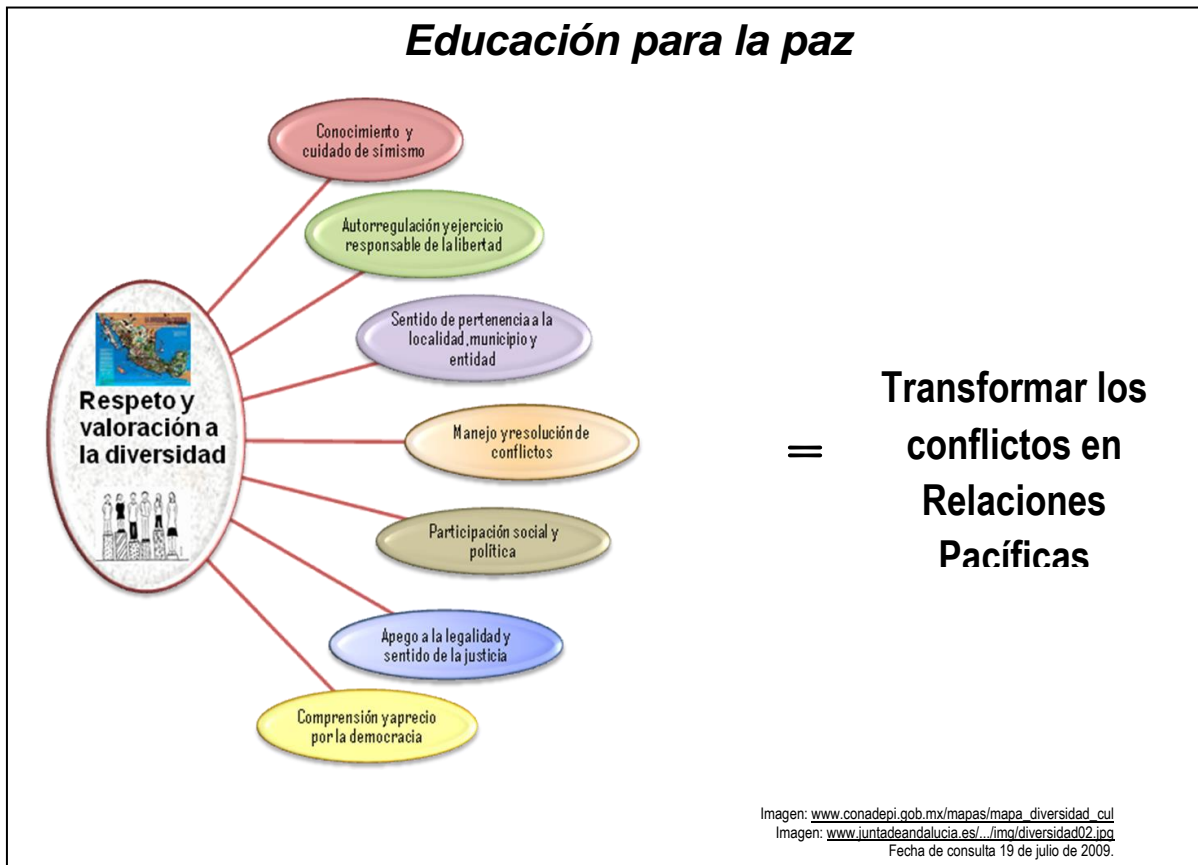 Educación para la paz
Conocimiento y
cuidado de sí mismo
Autorregulación y ejercicio
responsable de la libertad
Sentido de pertenencia a la
localidad, municipio y
entidad
Respeto y
valoración a
la diversidad
Manejo y resolución de
conflictos
Participación social y
política
Apego a la legalidad y
sentido de la justicia
Comprensión y aprecio
por la democracia
=
Transformar los
conflictos en
Relaciones
Pacíficas
Imagen: www.conadepi.gob.mx/mapas/mapa_diversidad_cul
Imagen: www.juntadeandalucia.es/.../img/diversidad02.jpg
Fecha de consulta 19 de julio de 2009.